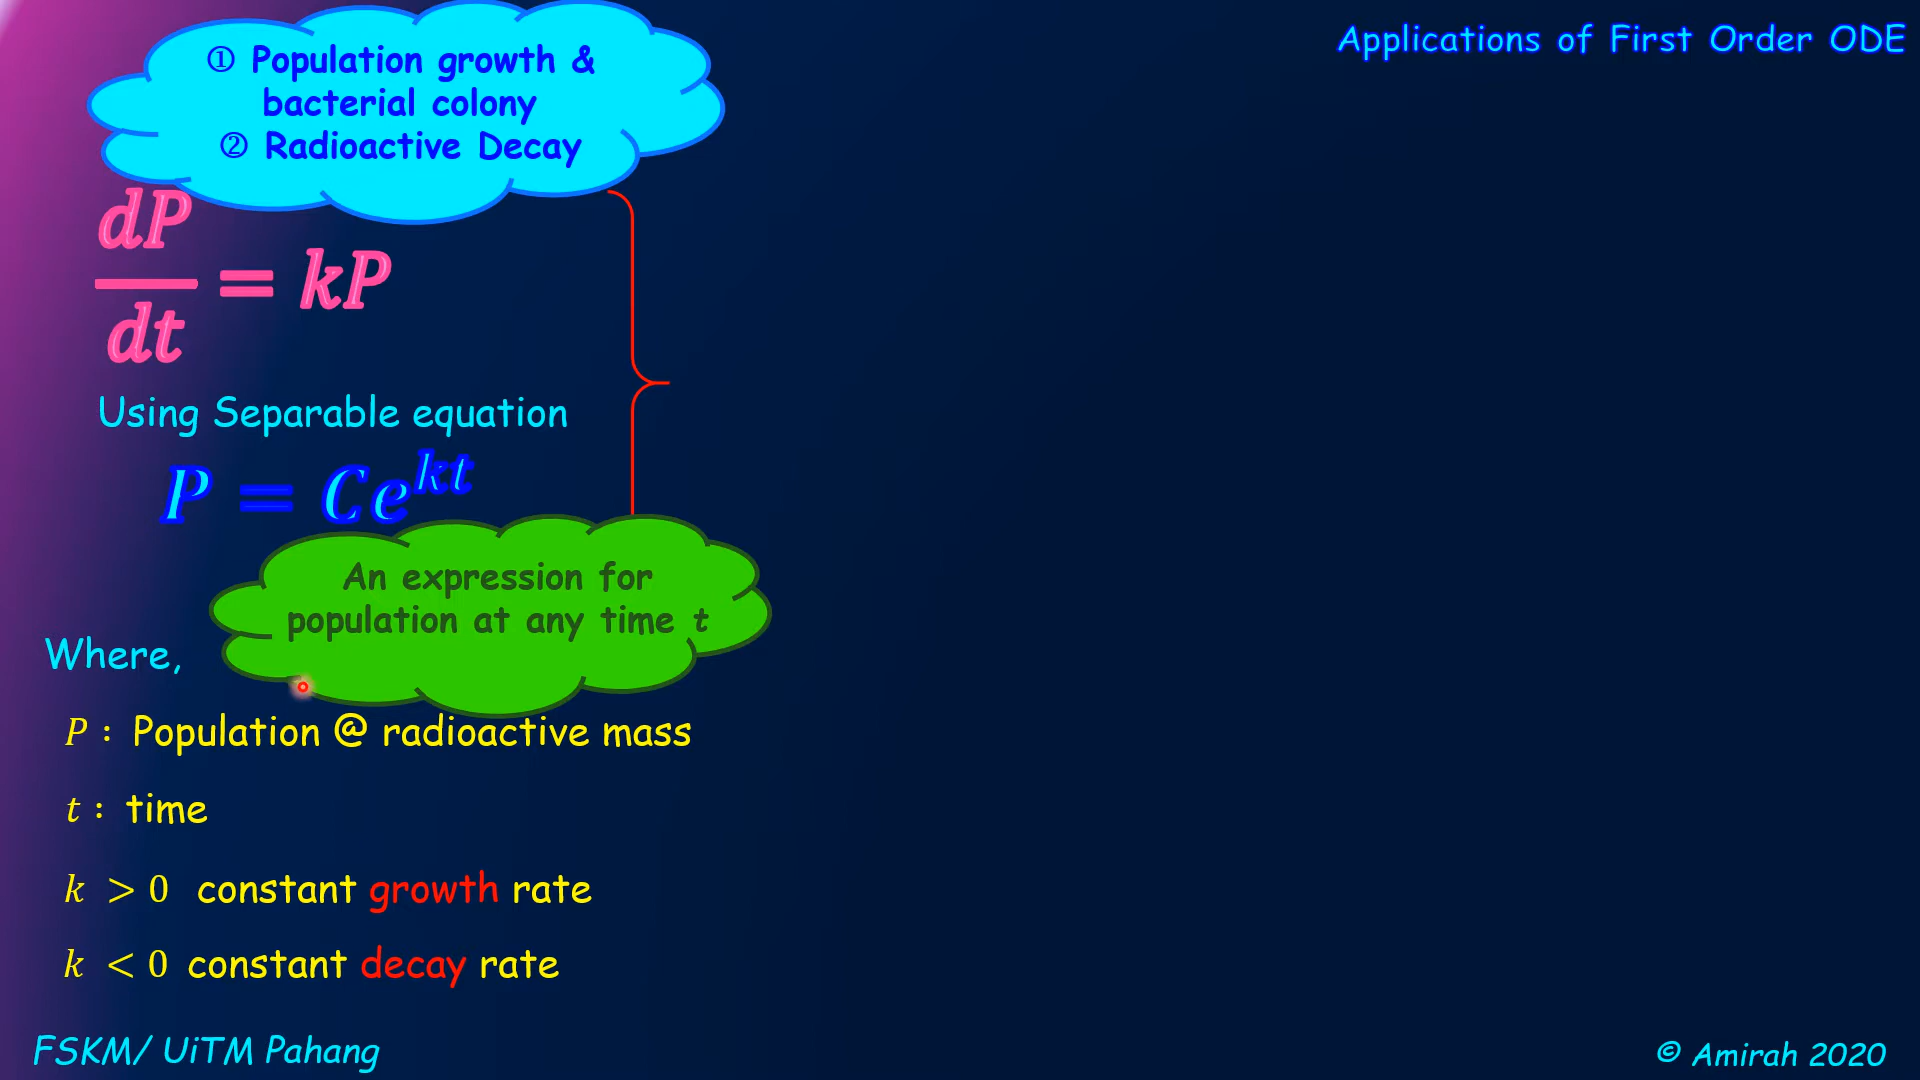 Applications of First Order ODE
① Population growth &
bacterial colony
② Radioactive Decay
dP/dt = kP
Using Separable equation
P = Ce^{kt}
An expression for
population at any time t
Where,
P : Population @ radioactive mass
t : time
k > 0 constant growth rate
k < 0 constant decay rate
FSKM/ UiTM Pahang
© Amirah 2020